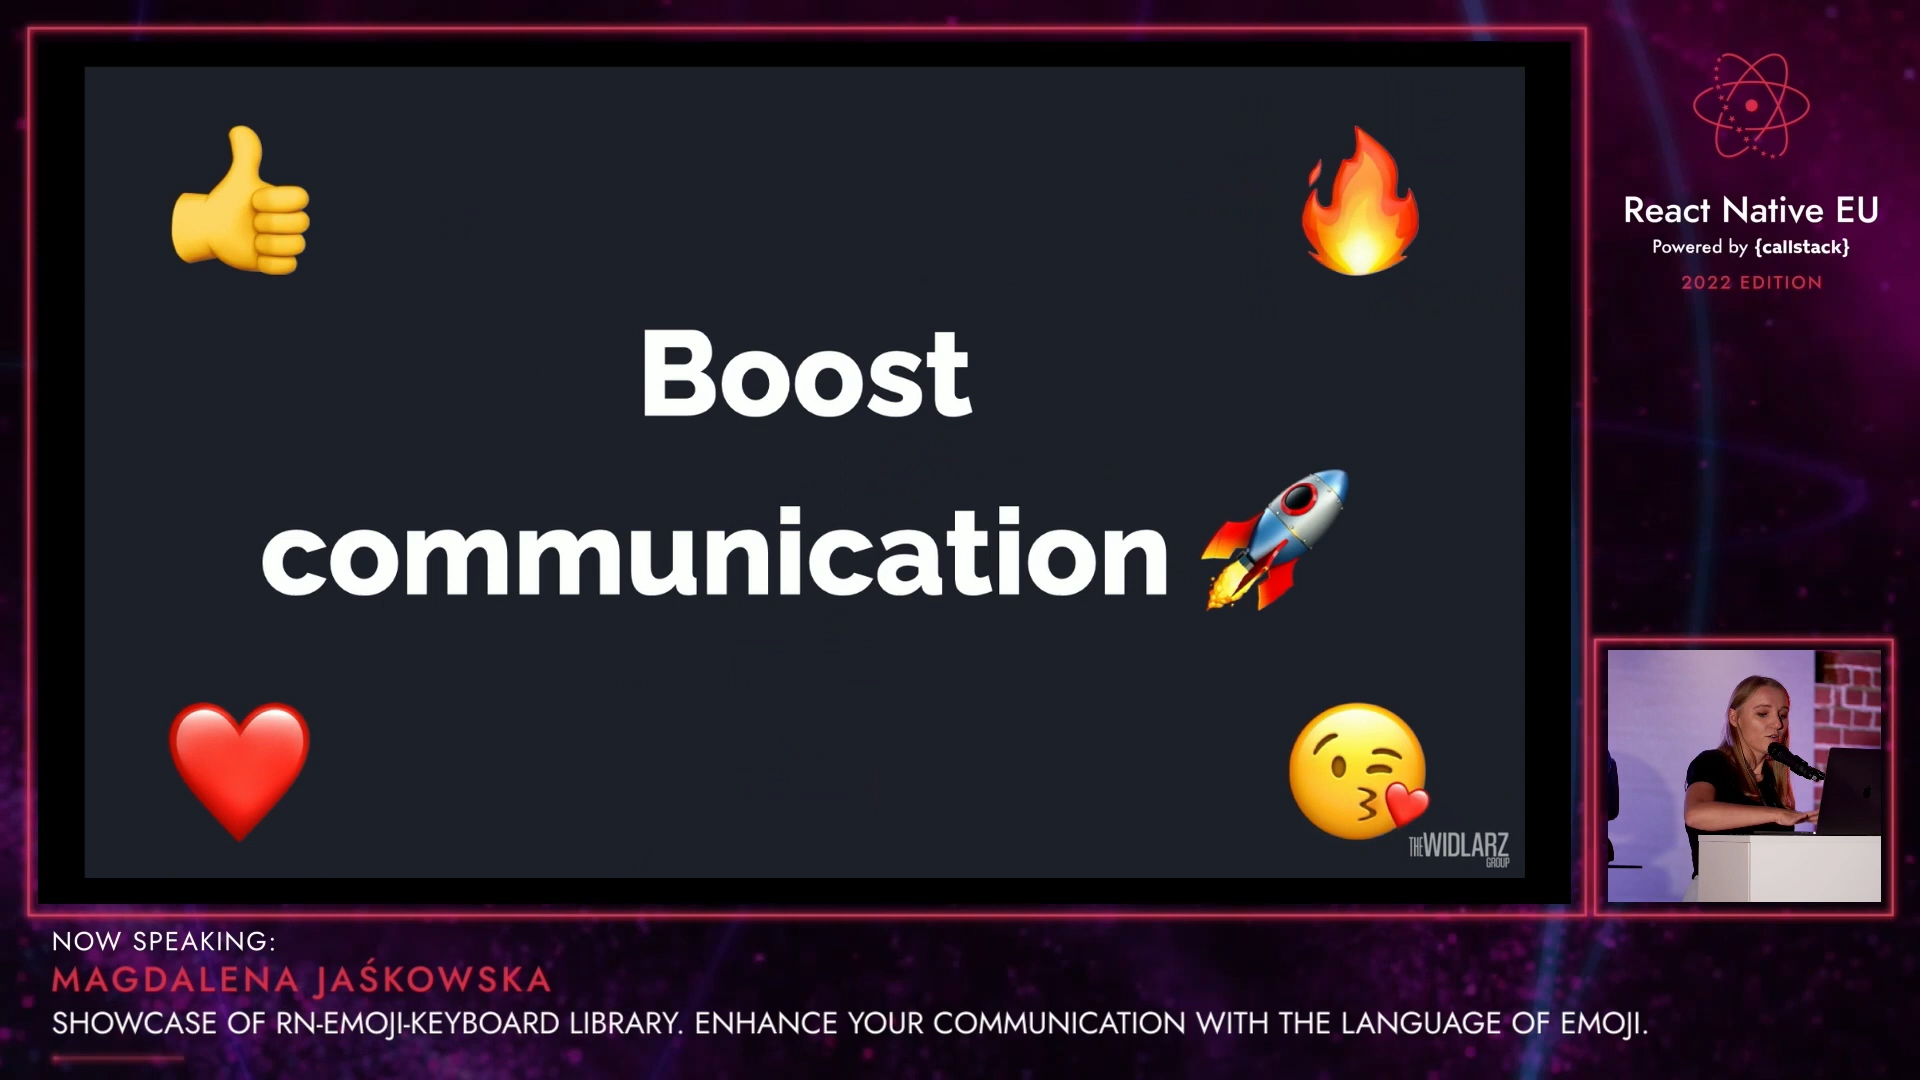 Boost
communication 🚀
THE WIDLARZ
GROUP
React Native EU
Powered by {callstack}
2022 EDITION
NOW SPEAKING:
MAGDALENA JAŚKOWSKA
SHOWCASE OF RN-EMOJI-KEYBOARD LIBRARY. ENHANCE YOUR COMMUNICATION WITH THE LANGUAGE OF EMOJI.